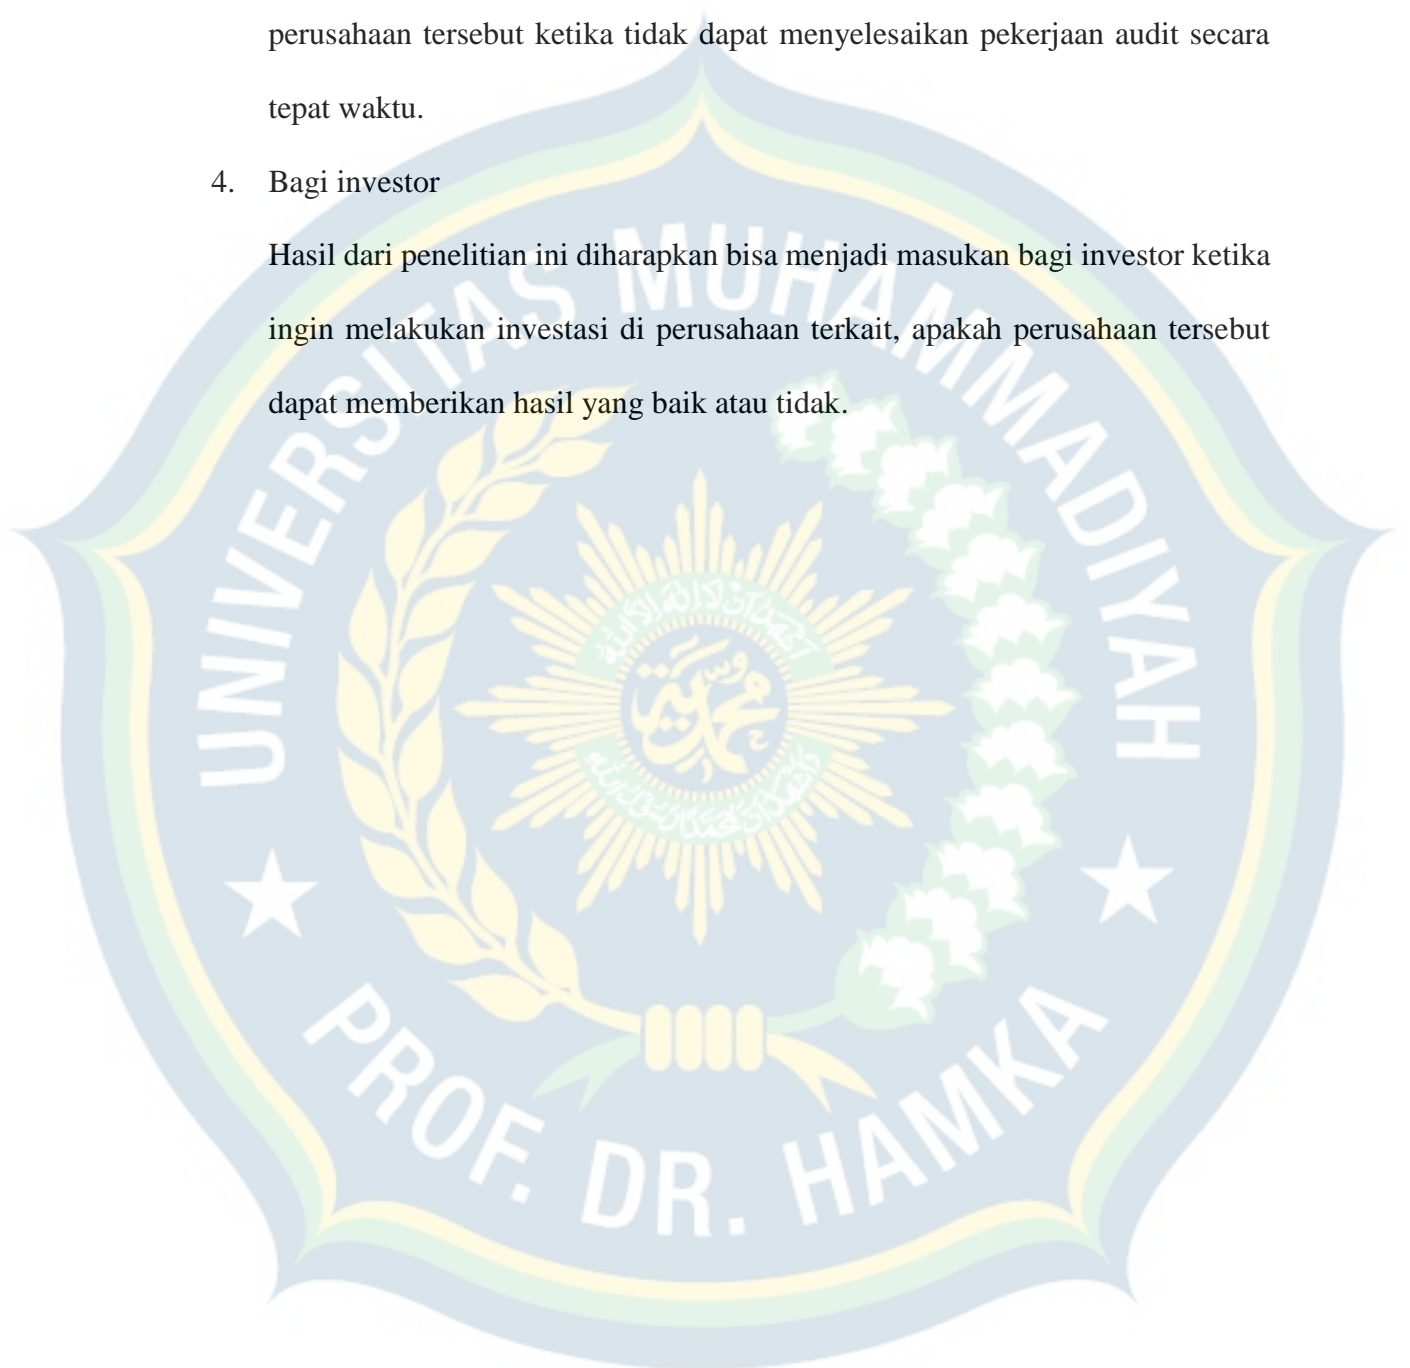 perusahaan tersebut ketika tidak dapat menyelesaikan pekerjaan audit secara
tepat waktu.
4. Bagi investor
Hasil dari penelitian ini diharapkan bisa menjadi masukan bagi investor ketika
ingin melakukan investasi di perusahaan terkait, apakah perusahaan tersebut
dapat memberikan hasil yang baik atau tidak.
UNIVERSITAS MUHAMMADIYAH
محمدية
PROF. DR. HAMKA